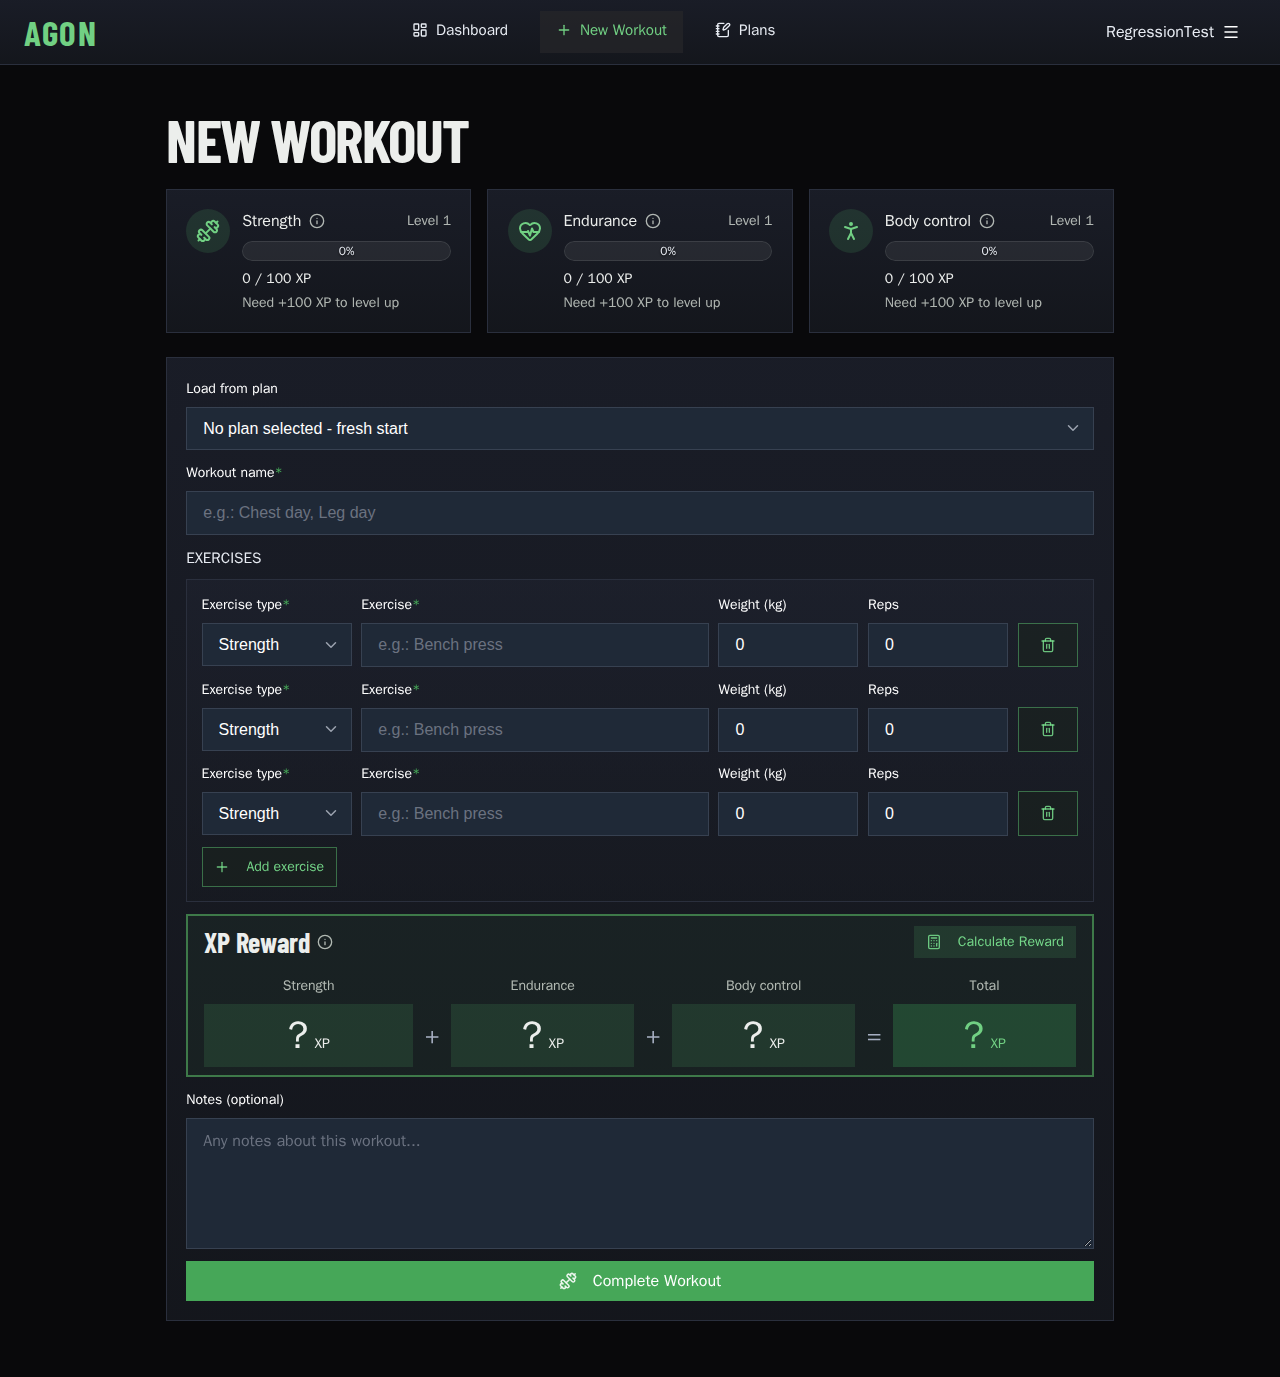 AGON
Dashboard
New Workout
Plans
RegressionTest
NEW WORKOUT
Strength
Level 1
0%
0 / 100 XP
Need +100 XP to level up
Endurance
Level 1
0%
0 / 100 XP
Need +100 XP to level up
Body control
Level 1
0%
0 / 100 XP
Need +100 XP to level up
Load from plan
No plan selected - fresh start
Workout name*
e.g.: Chest day, Leg day
EXERCISES
Exercise type* Exercise* Weight (kg) Reps
Strength e.g.: Bench press 0 0
Exercise type* Exercise* Weight (kg) Reps
Strength e.g.: Bench press 0 0
Exercise type* Exercise* Weight (kg) Reps
Strength e.g.: Bench press 0 0
Add exercise
XP Reward
Calculate Reward
Strength Endurance Body control Total
? XP + ? XP + ? XP = ? XP
Notes (optional)
Any notes about this workout...
Complete Workout